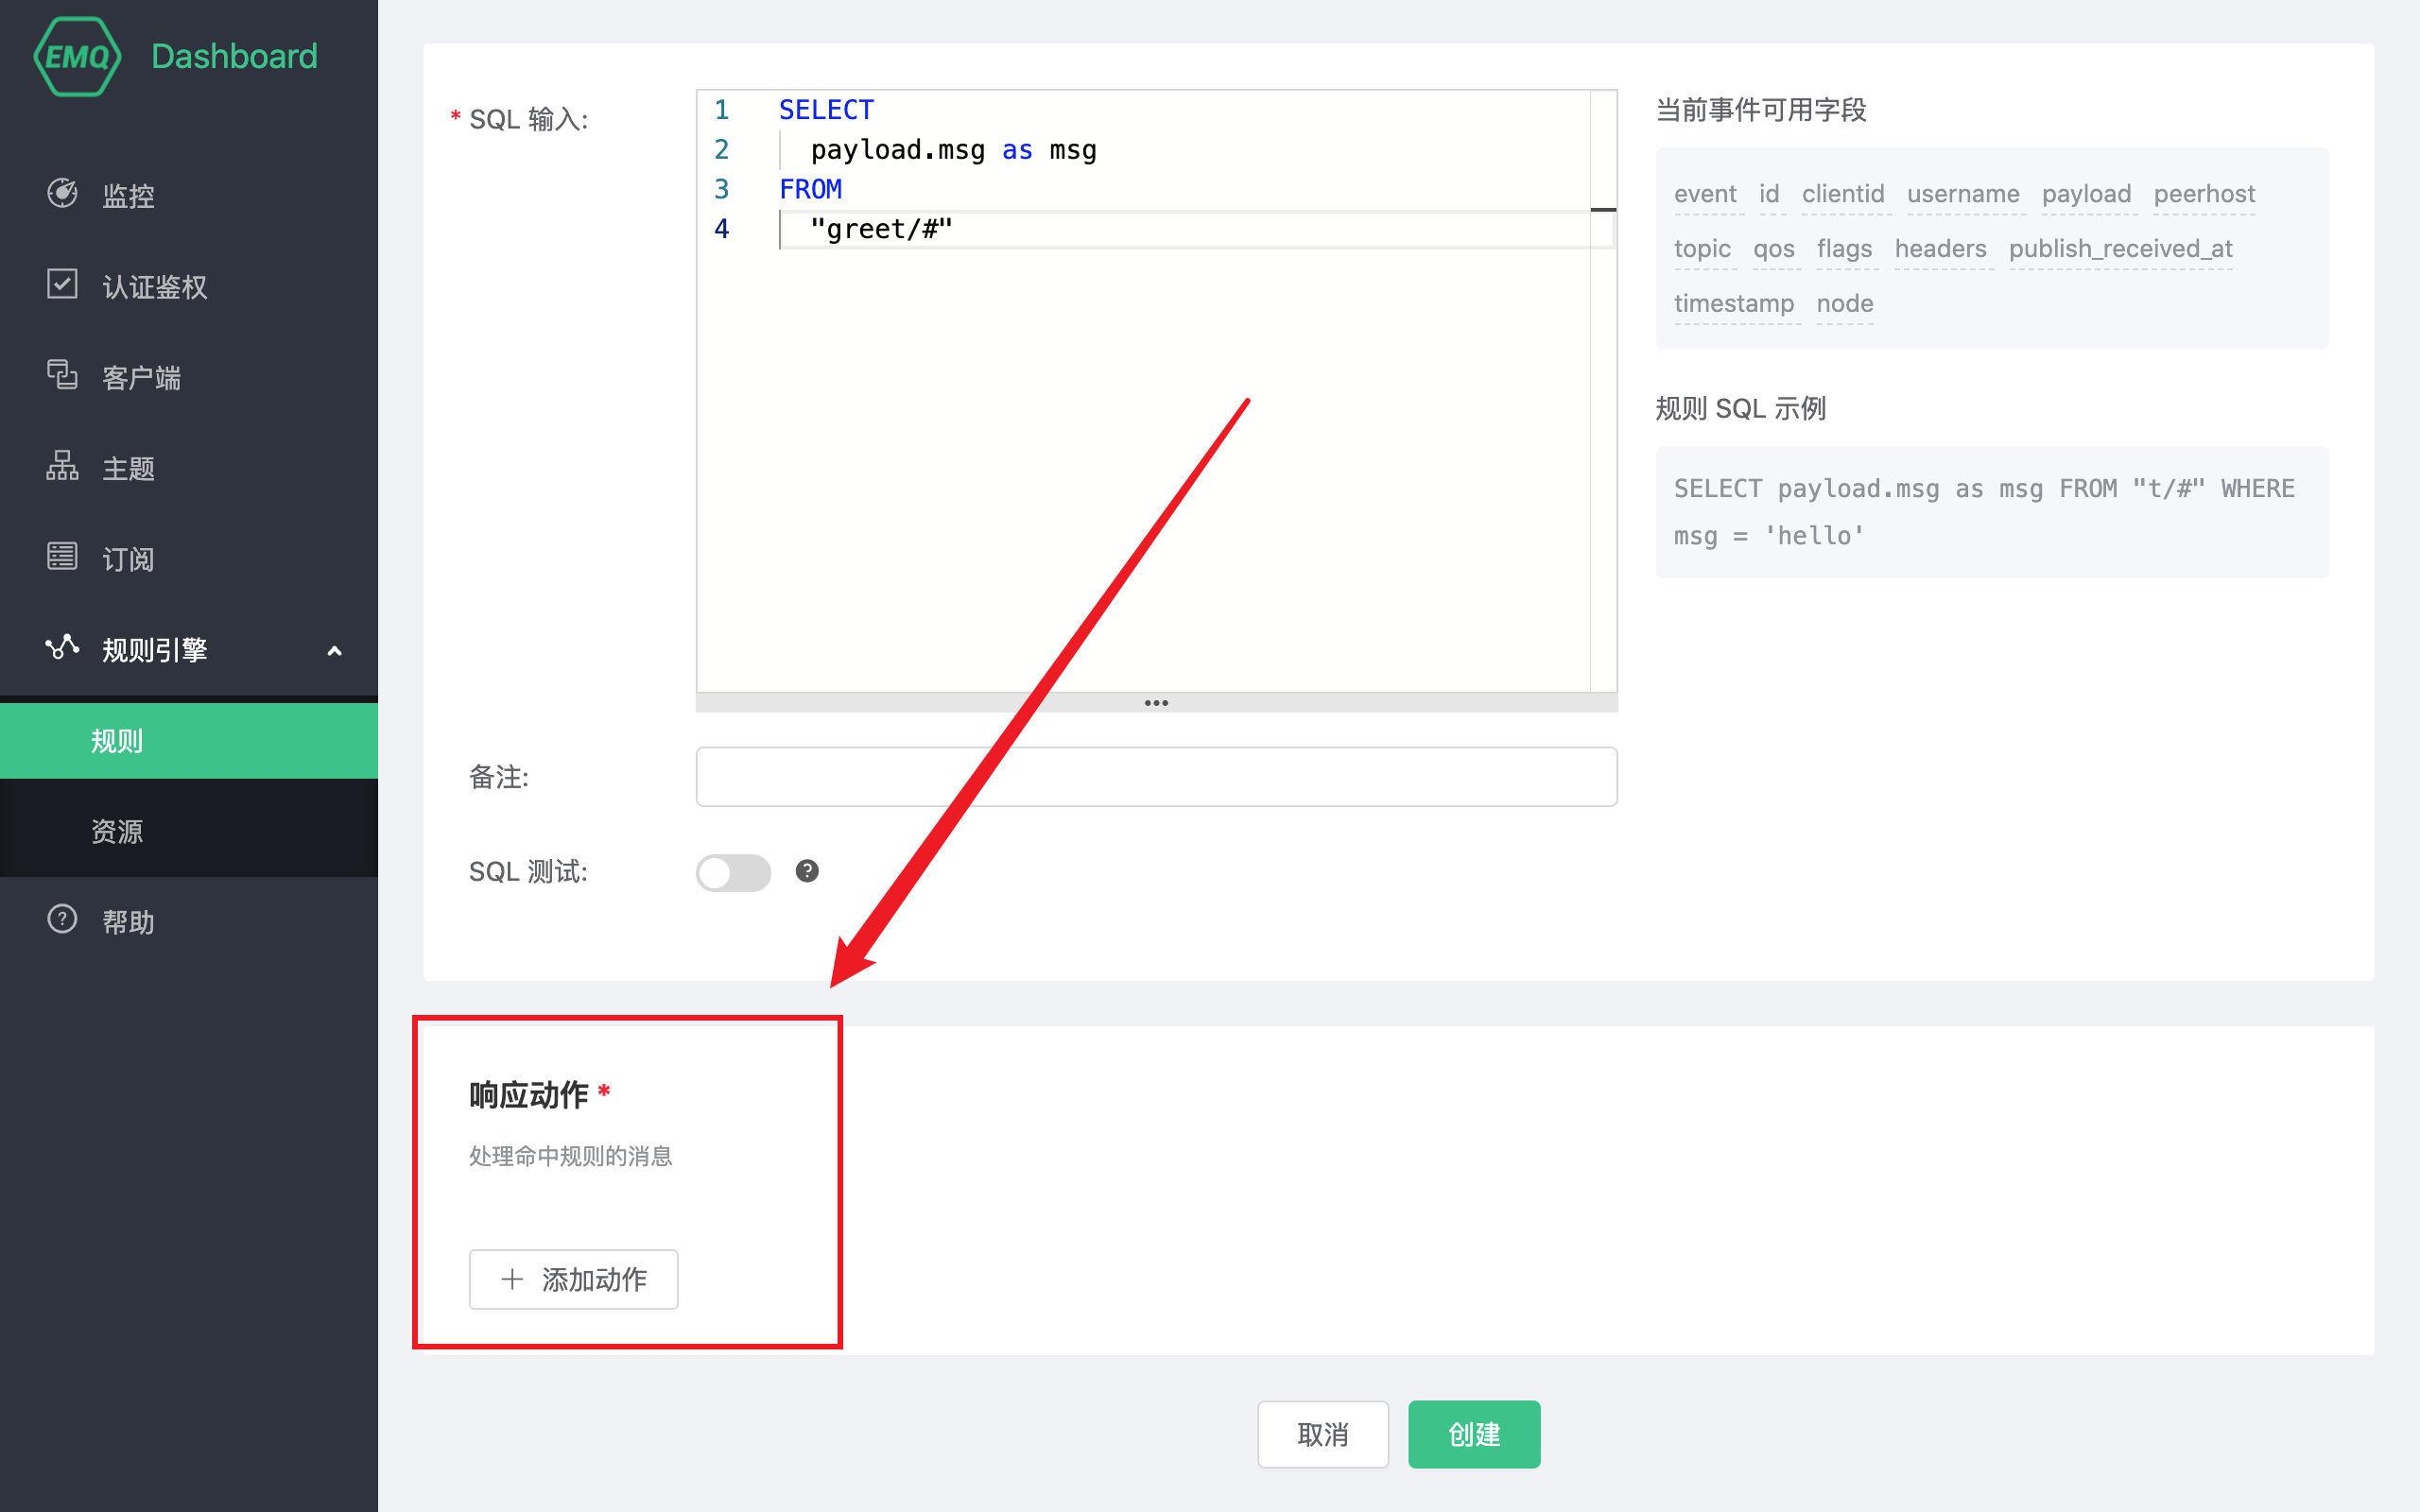 EMQ Dashboard
监控
认证鉴权
客户端
主题
订阅
规则引擎
规则
资源
帮助
* SQL 输入:
1 SELECT
2 payload.msg as msg
3 FROM
4 "greet/#"
备注:
SQL 测试:
当前事件可用字段
event id clientid username payload peerhost
topic qos flags headers publish_received_at
timestamp node
规则 SQL 示例
SELECT payload.msg as msg FROM "t/#" WHERE
msg = 'hello'
响应动作 *
处理命中规则的消息
+ 添加动作
取消
创建